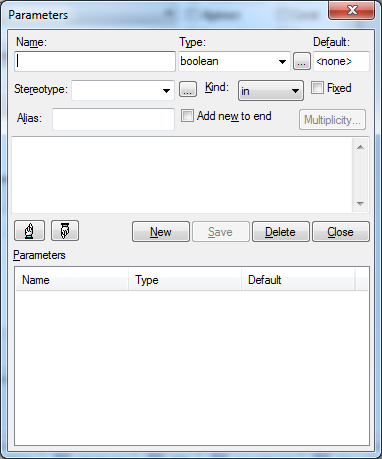 Parameters
Name: Type: Default:
boolean ... <none>
Stereotype: ... Kind: in Fixed
Alias: Add new to end Multiplicity...
New Save Delete Close
Parameters
Name Type Default